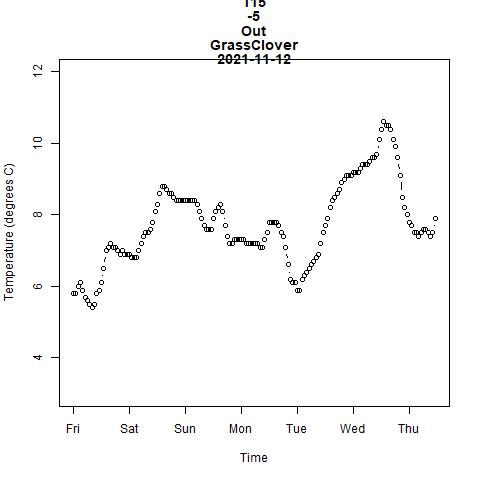 T15
-5
Out
GrassClover
2021-11-12
Temperature (degrees C)
12
10
8
6
4
Fri Sat Sun Mon Tue Wed Thu
Time